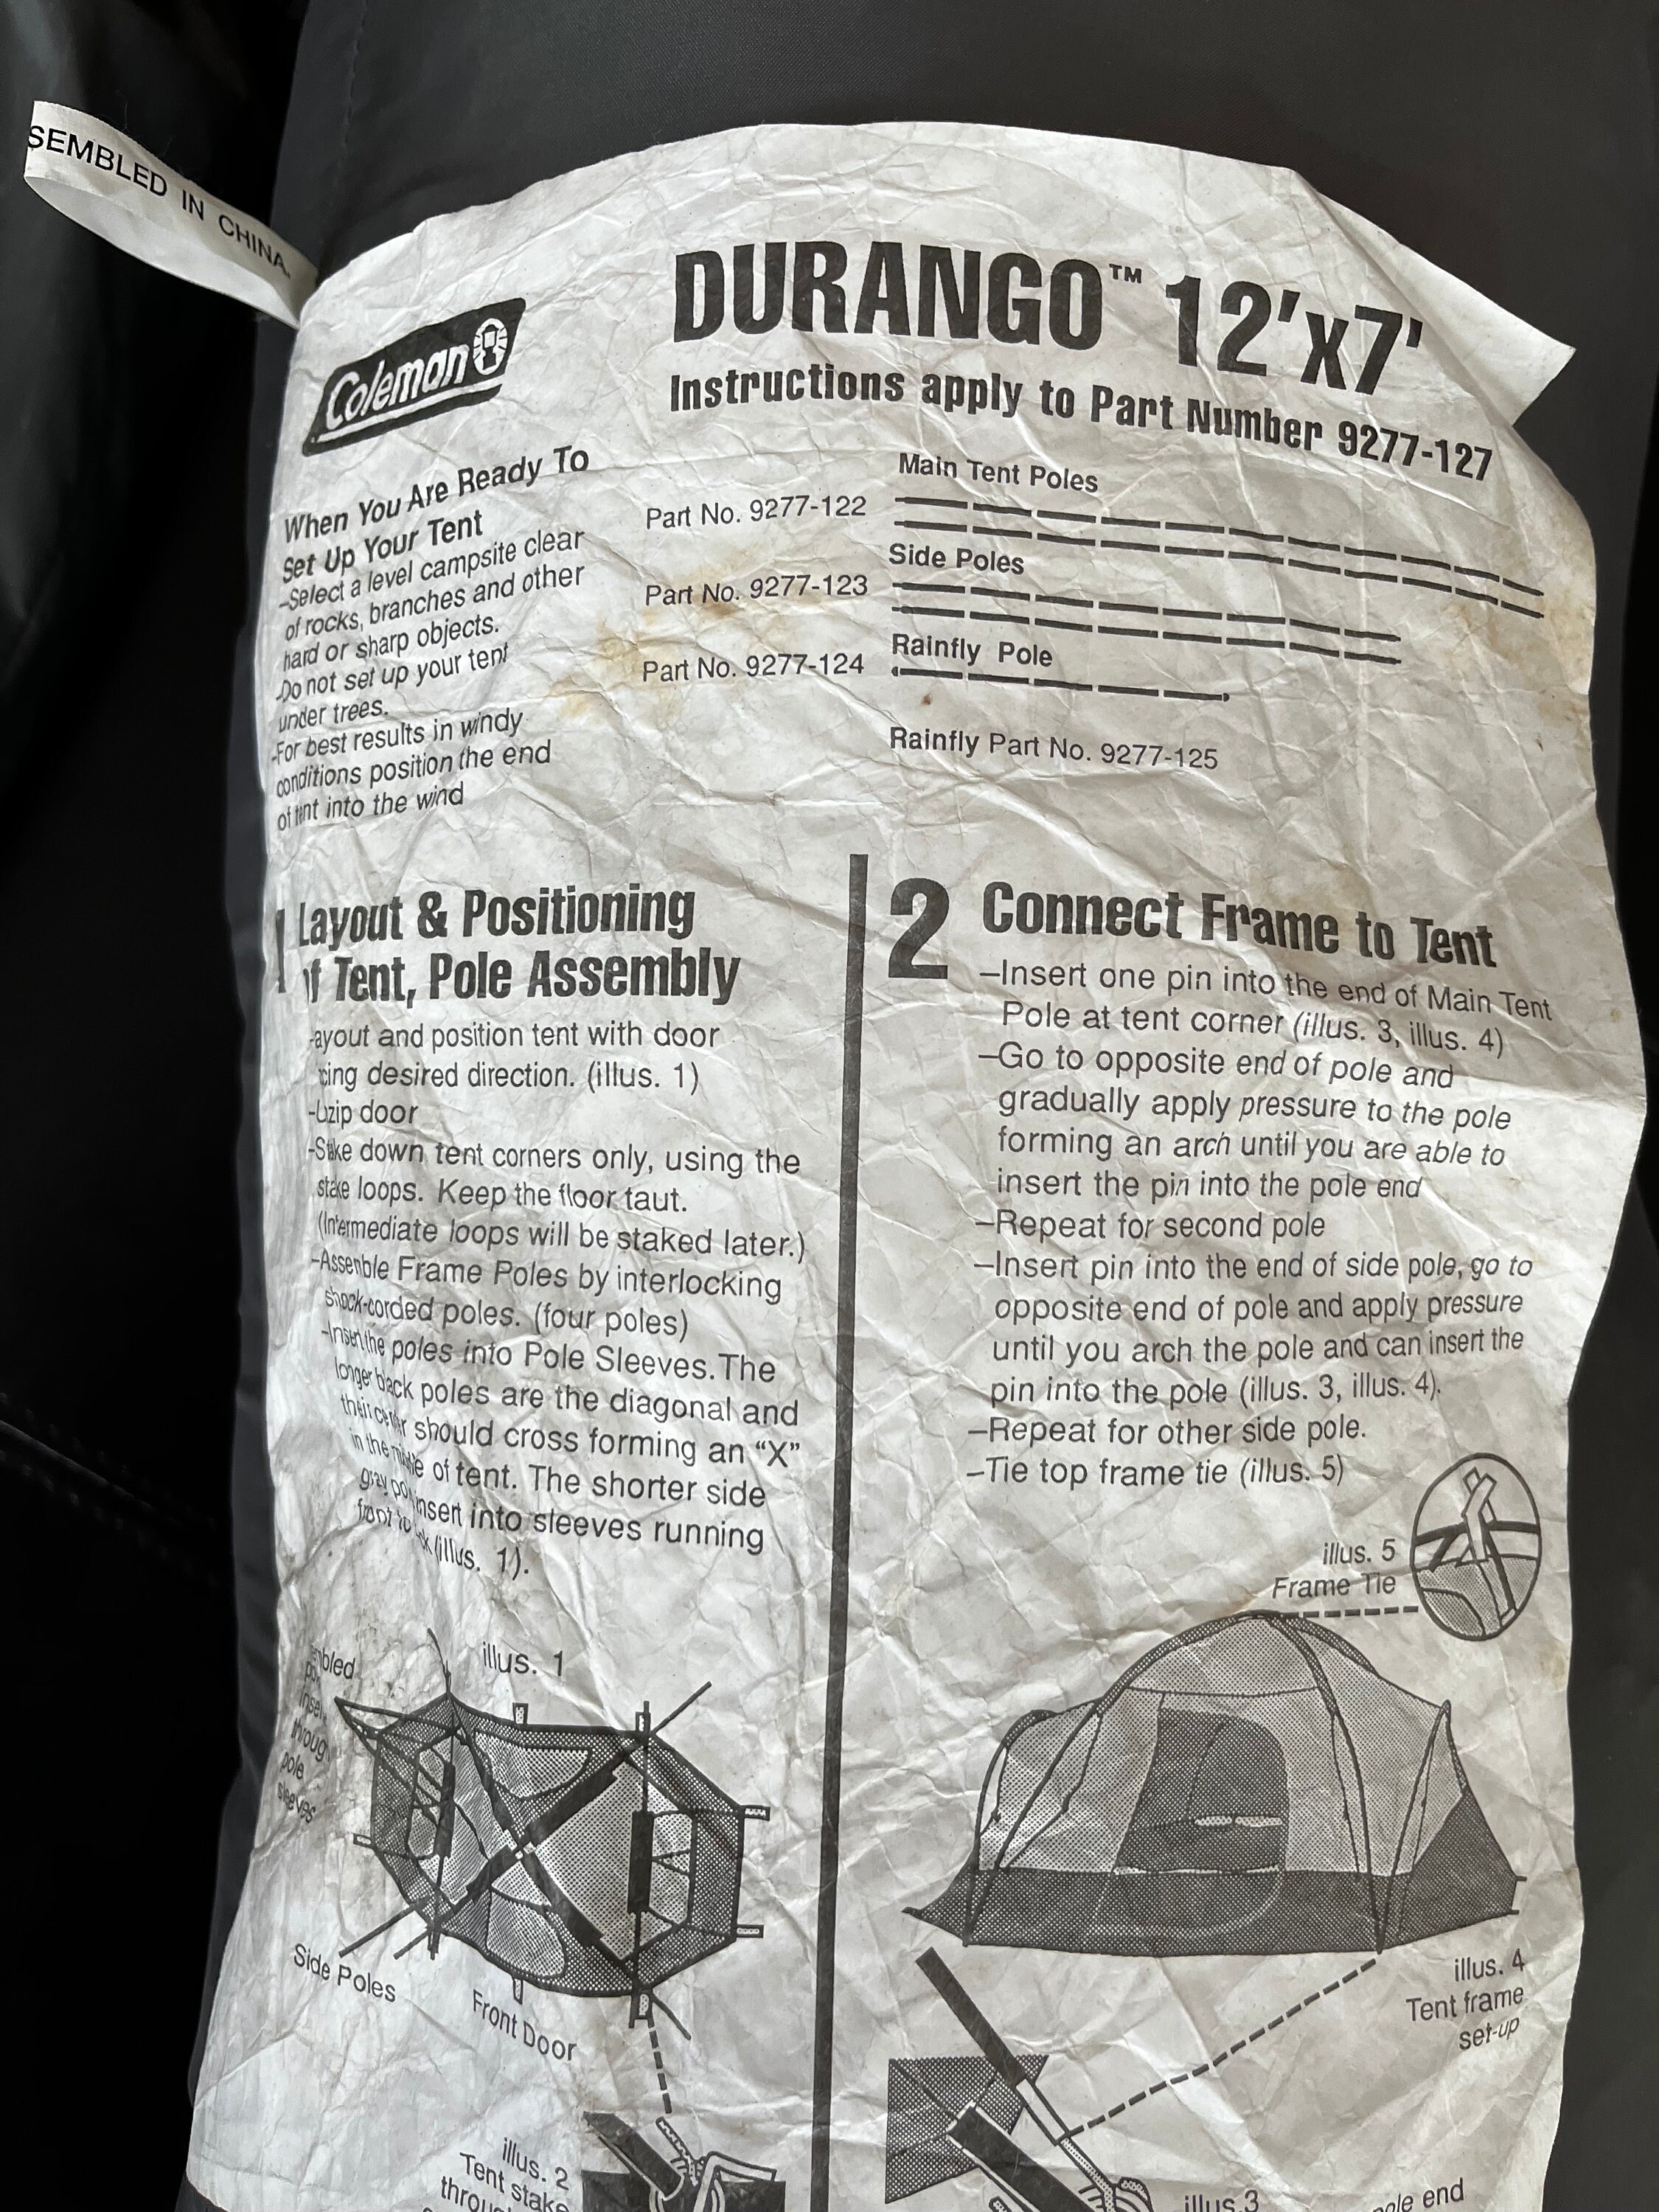 SEMBLED IN CHINA.
Coleman
DURANGO™ 12'x7'
Instructions apply to Part Number 9277-127
When You Are Ready To
Set Up Your Tent
-Select a level campsite clear
of rocks, branches and other
hard or sharp objects.
-Do not set up your tent
under trees.
-For best results in windy
conditions position the end
of tent into the wind
Main Tent Poles
Part No. 9277-122
Side Poles
Part No. 9277-123
Rainfly Pole
Part No. 9277-124
Rainfly Part No. 9277-125
1 Layout & Positioning
of Tent, Pole Assembly
-ayout and position tent with door
cing desired direction. (illus. 1)
-Uzip door
-Stake down tent corners only, using the
stake loops. Keep the floor taut.
(Intermediate loops will be staked later.)
-Assemble Frame Poles by interlocking
shock-corded poles. (four poles)
-Insert the poles into Pole Sleeves. The
longer back poles are the diagonal and
their center should cross forming an "X"
in the middle of tent. The shorter side
gray po insert into sleeves running
front to ck (illus. 1).
illus. 1
mbled
po
inser
throug
pole
sleeves
Side Poles
Front Door
illus. 2
Tent stake
throu
2 Connect Frame to Tent
–Insert one pin into the end of Main Tent
Pole at tent corner (illus. 3, illus. 4)
–Go to opposite end of pole and
gradually apply pressure to the pole
forming an arch until you are able to
insert the pin into the pole end
–Repeat for second pole
–Insert pin into the end of side pole, go to
opposite end of pole and apply pressure
until you arch the pole and can insert the
pin into the pole (illus. 3, illus. 4).
–Repeat for other side pole.
–Tie top frame tie (illus. 5)
illus. 5
Frame Tie
illus. 4
Tent frame
set-up
illus.3
pole end